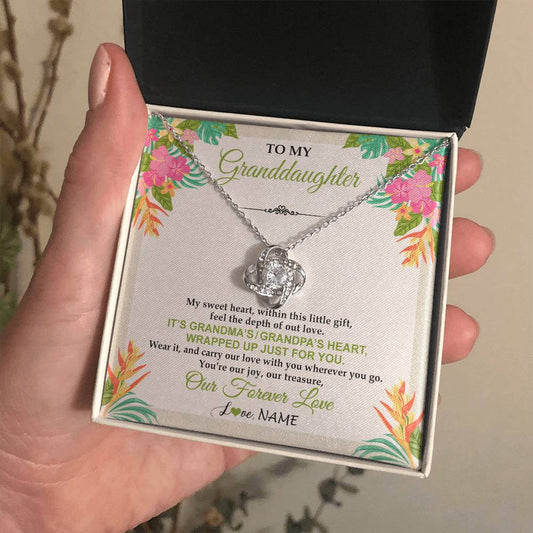 TO MY
Granddaughter
My sweet heart, within this little gift,
feel the depth of out love.
IT'S GRANDMA'S/GRANDPA'S HEART,
WRAPPED UP JUST FOR YOU.
Wear it, and carry our love with you wherever you go.
You're our joy, our treasure,
Our Forever Love
Love, NAME